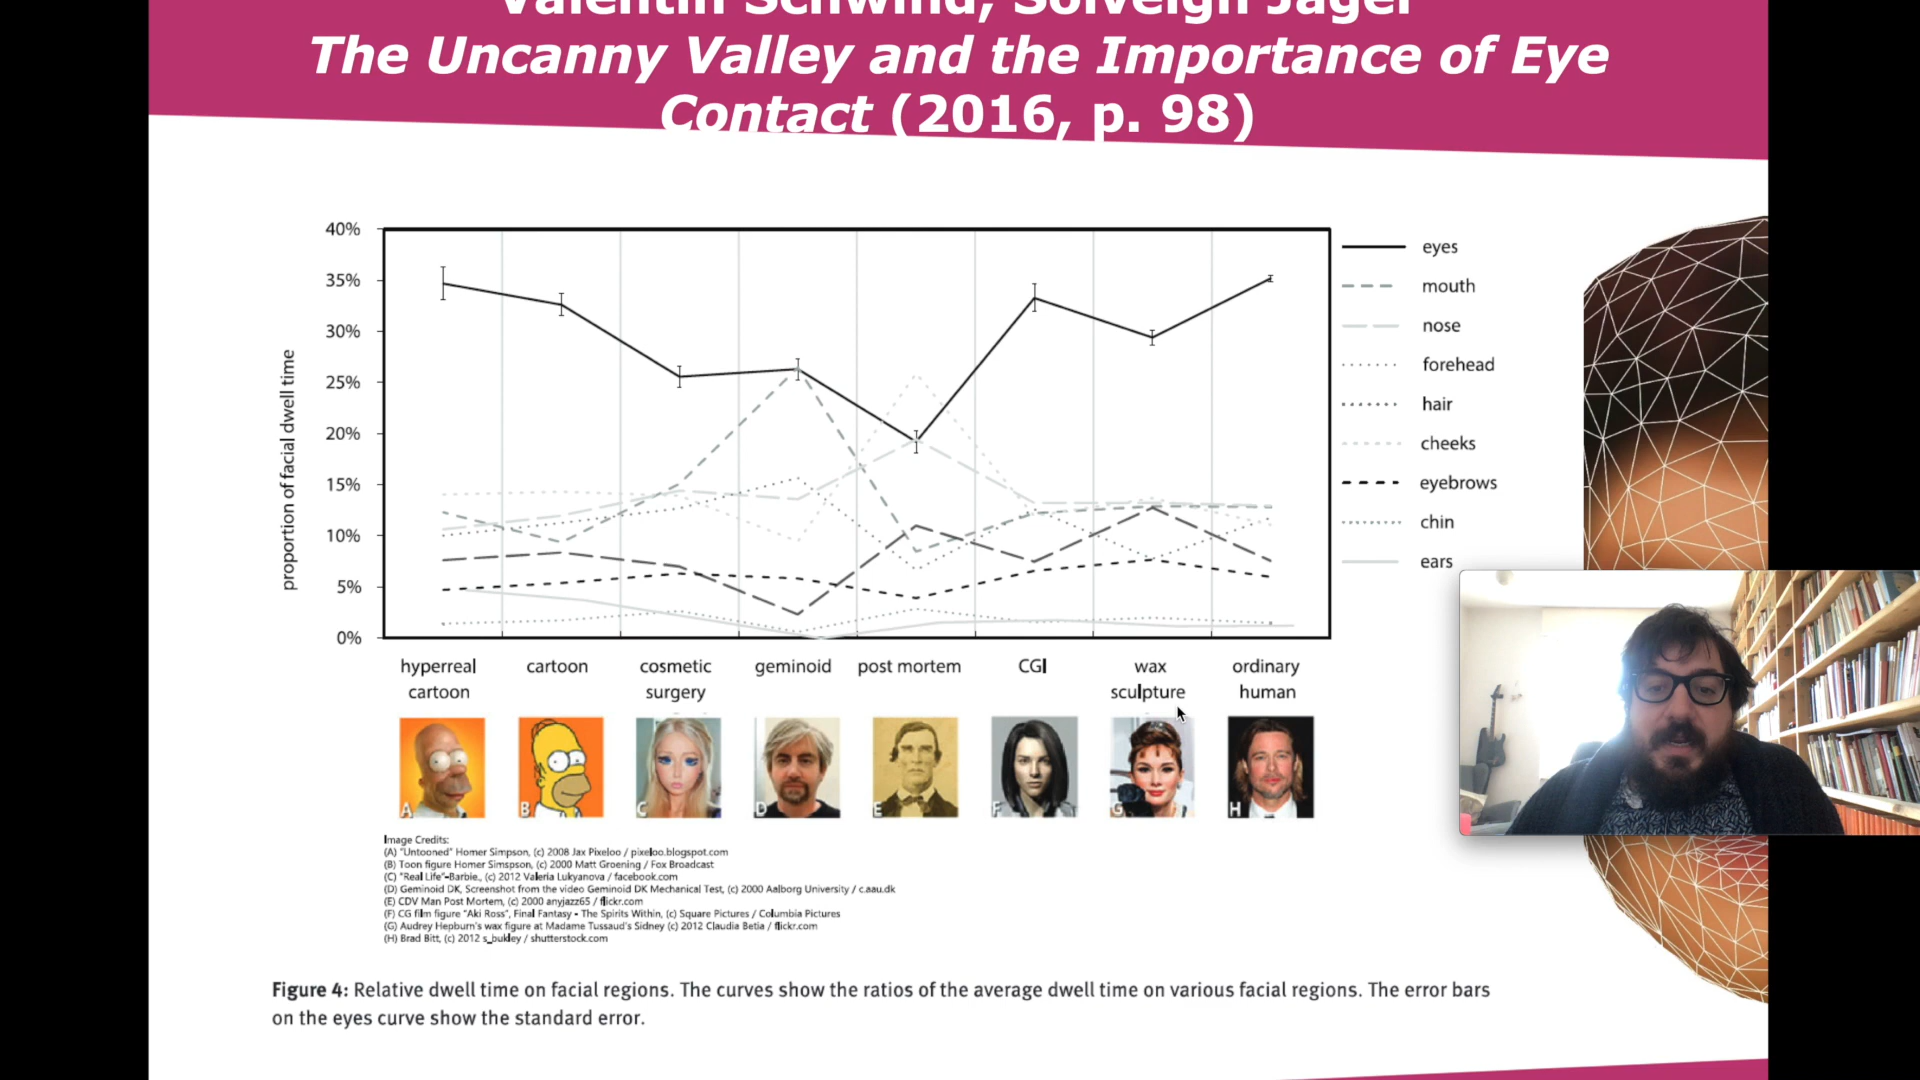 Valentin Schwind, Solveigh Jäger
The Uncanny Valley and the Importance of Eye
Contact (2016, p. 98)
40%
35%
30%
25%
20%
15%
10%
5%
0%
proportion of facial dwell time
eyes
mouth
nose
forehead
hair
cheeks
eyebrows
chin
ears
hyperreal
cartoon
cartoon
cosmetic
surgery
geminoid
post mortem
CGI
wax
sculpture
ordinary
human
A
B
C
D
E
F
G
H
Image Credits:
(A) "Untooned" Homer Simpson, (c) 2008 Jax Pixeloo / pixeloo.blogspot.com
(B) Toon figure Homer Simspson, (c) 2000 Matt Groening / Fox Broadcast
(C) "Real Life"-Barbie., (c) 2012 Valeria Lukyanova / facebook.com
(D) Geminoid DK, Screenshot from the video Geminoid DK Mechanical Test, (c) 2000 Aalborg University / c.aau.dk
(E) CDV Man Post Mortem, (c) 2000 anyjazz65 / flickr.com
(F) CG film figure "Aki Ross", Final Fantasy - The Spirits Within, (c) Square Pictures / Columbia Pictures
(G) Audrey Hepburn's wax figure at Madame Tussaud's Sidney (c) 2012 Claudia Betia / flickr.com
(H) Brad Bitt, (c) 2012 s_bukley / shutterstock.com
Figure 4: Relative dwell time on facial regions. The curves show the ratios of the average dwell time on various facial regions. The error bars
on the eyes curve show the standard error.